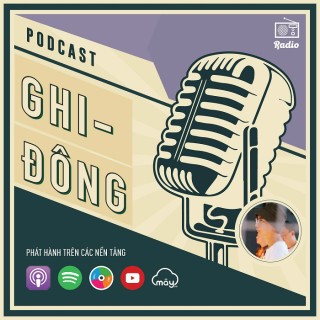 PODCAST
Radio
GHI-
ĐÔNG
PHÁT HÀNH TRÊN CÁC NỀN TẢNG
mây